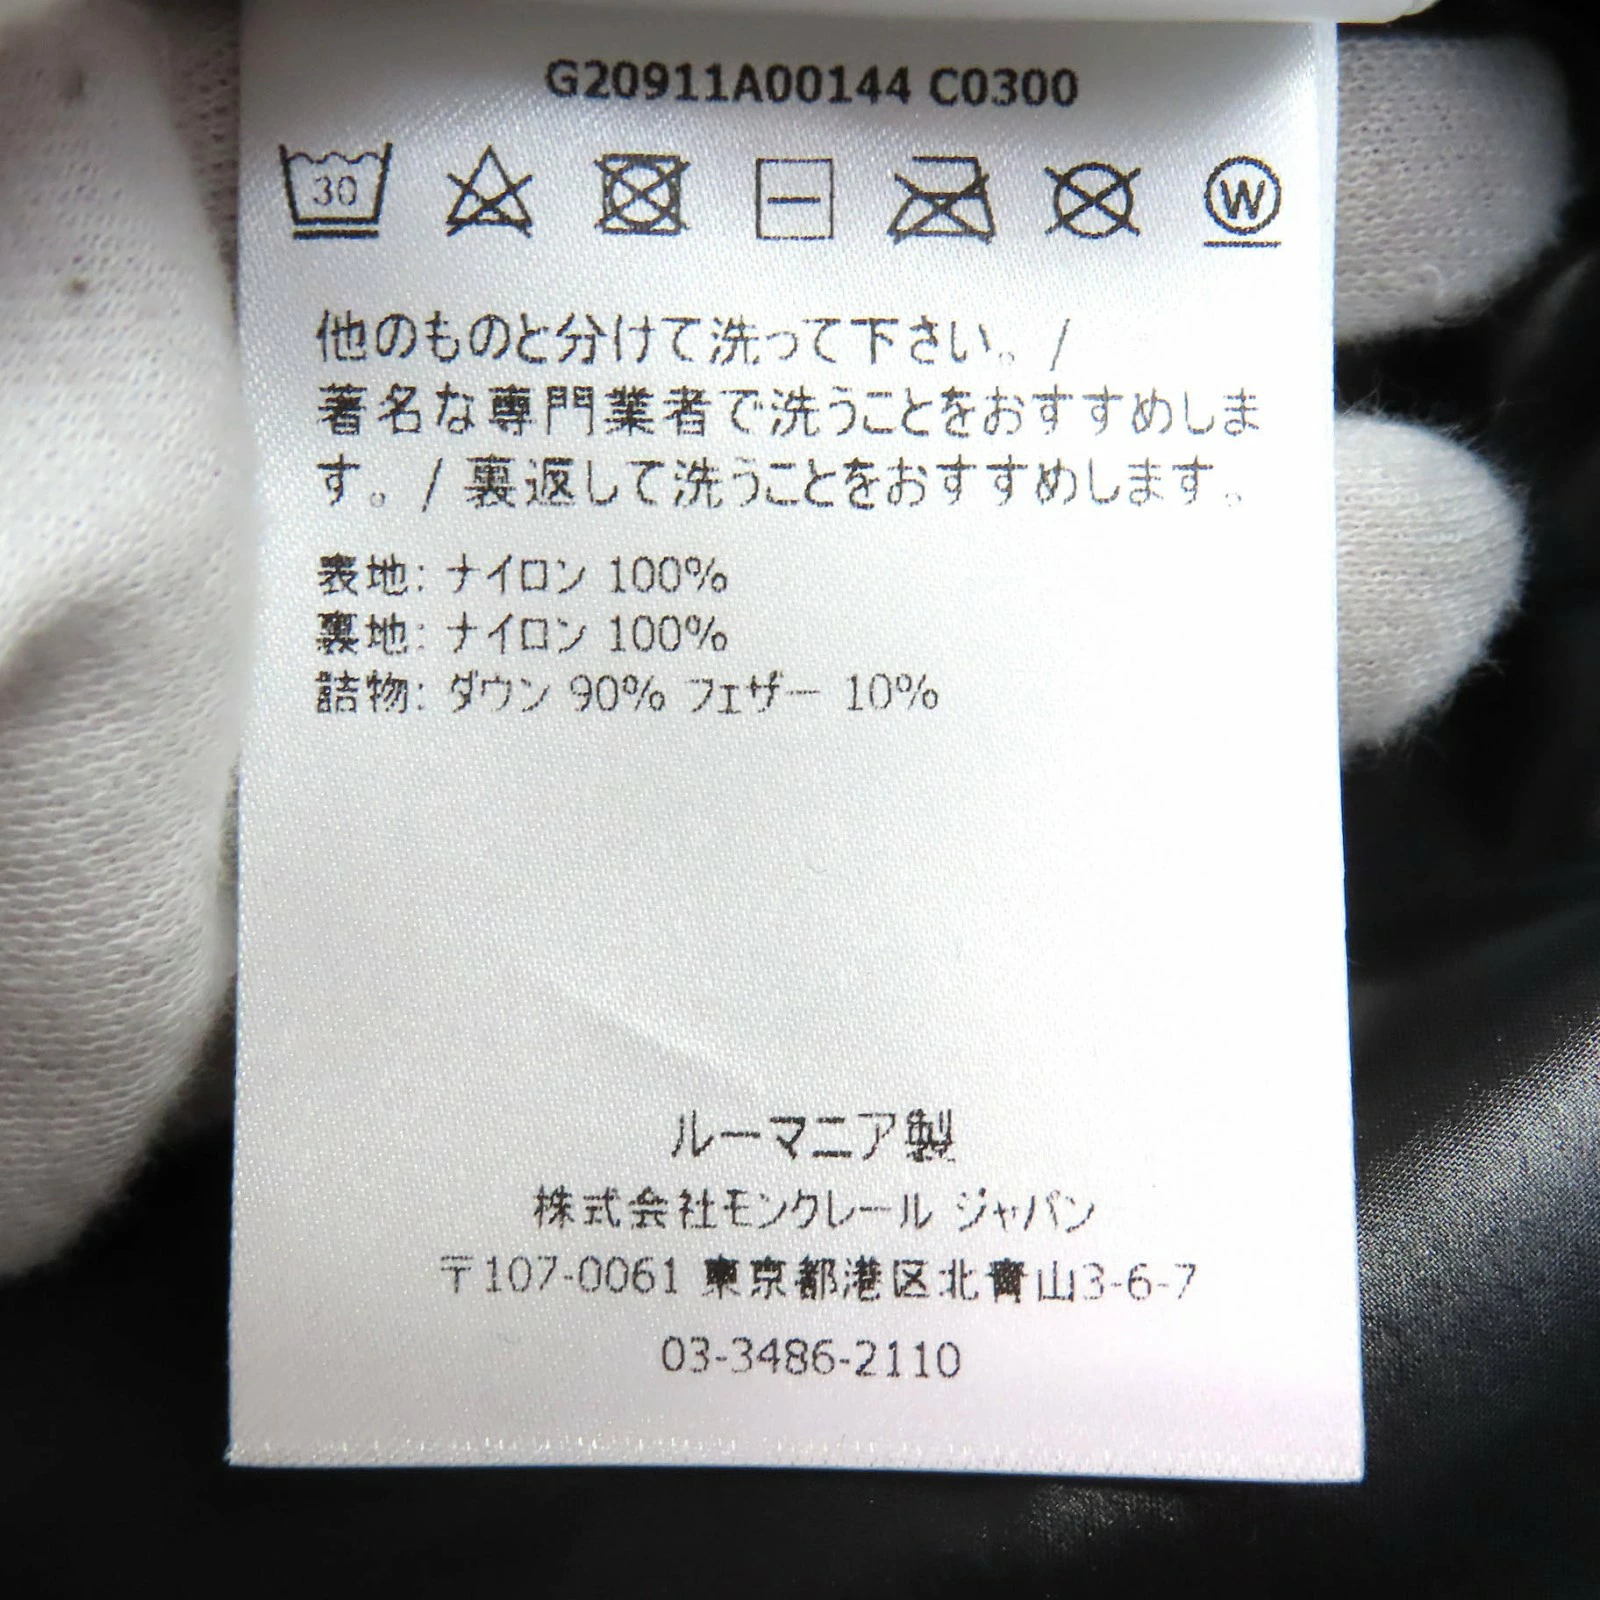 G20911A00144 C0300
30
W
他のものと分けて洗って下さい。/
著名な専門業者で洗うことをおすすめしま
す。/ 裏返して洗うことをおすすめします。
表地: ナイロン 100%
裏地: ナイロン 100%
詰物: ダウン 90% フェザー 10%
ルーマニア製
株式会社モンクレール ジャパン
〒107-0061 東京都港区北青山3-6-7
03-3486-2110